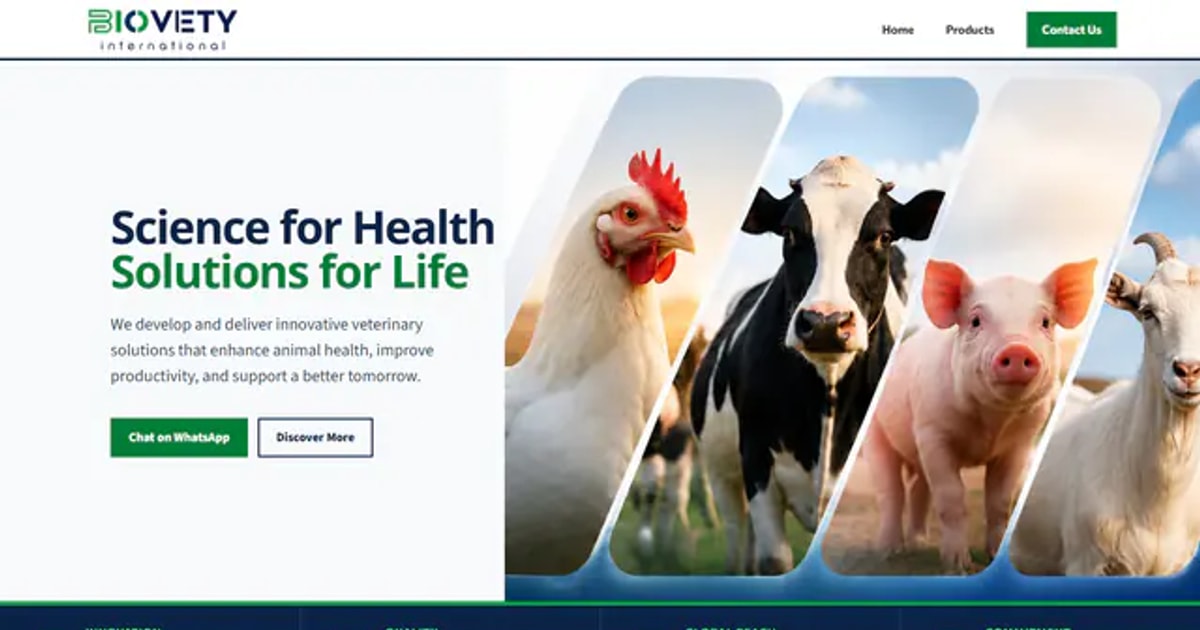 BIOVETY
international
Home
Products
Contact Us
Science for Health
Solutions for Life
We develop and deliver innovative veterinary
solutions that enhance animal health, improve
productivity, and support a better tomorrow.
Chat on WhatsApp
Discover More